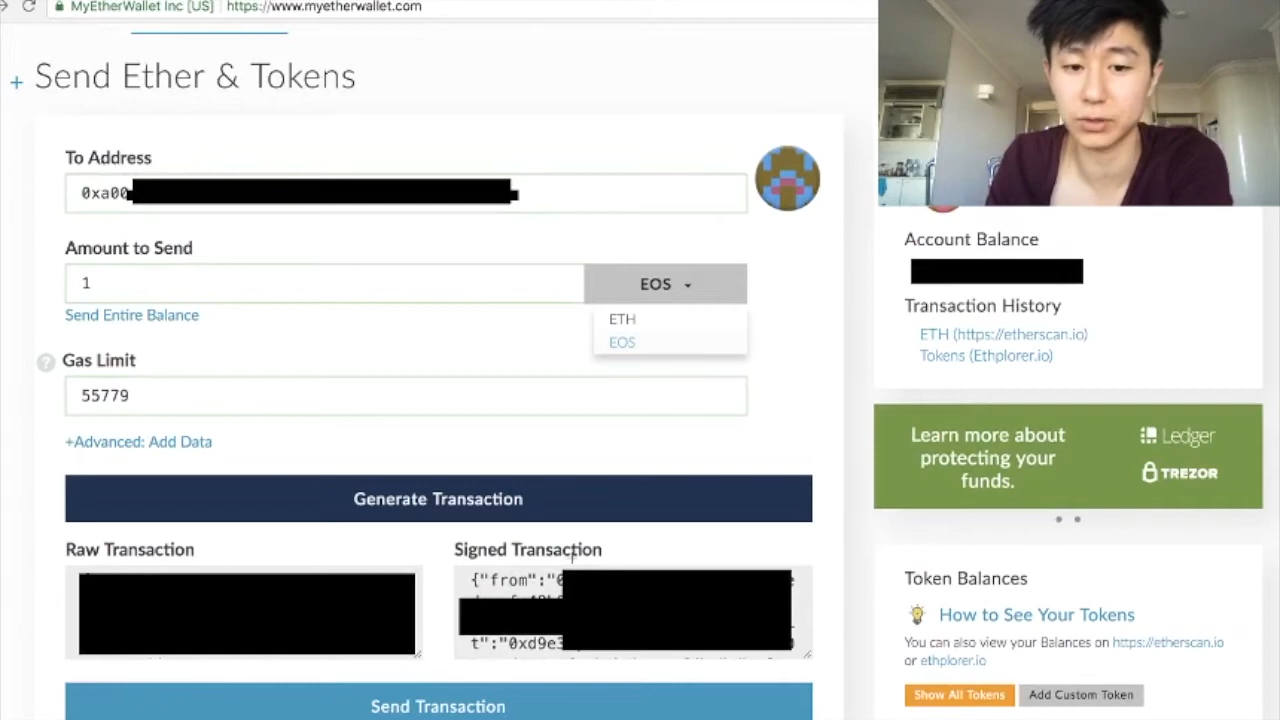 MyEtherWallet Inc [US] https://www.myetherwallet.com
+ Send Ether & Tokens
To Address
0xa00
Amount to Send
1
EOS
Send Entire Balance
ETH
EOS
? Gas Limit
55779
+Advanced: Add Data
Generate Transaction
Raw Transaction
Signed Transaction
{"from":"0
t":"0xd9e3
Send Transaction
Account Balance
Transaction History
ETH (https://etherscan.io)
Tokens (Ethplorer.io)
Learn more about
protecting your
funds.
Ledger
TREZOR
Token Balances
How to See Your Tokens
You can also view your Balances on https://etherscan.io
or ethplorer.io
Show All Tokens
Add Custom Token